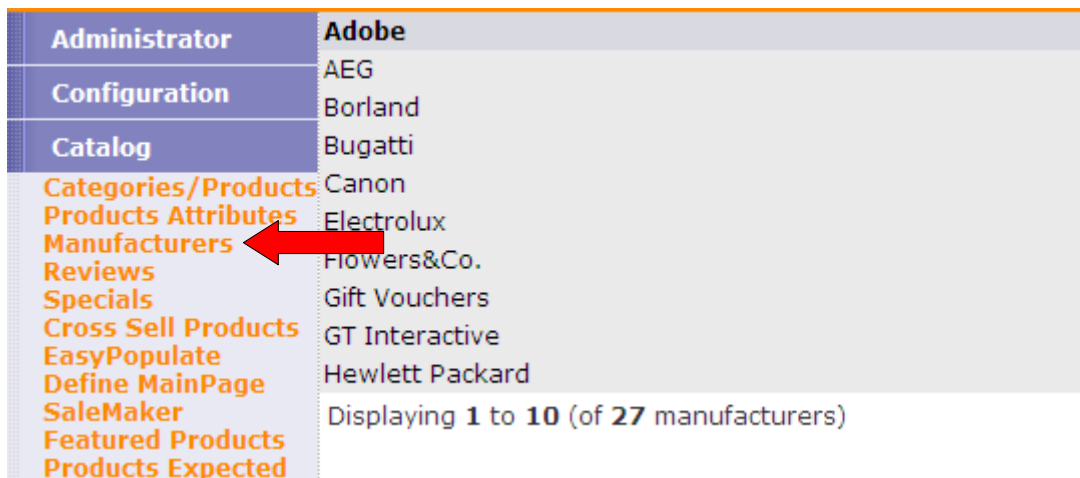 Administrator
Configuration
Catalog
Categories/Products
Products Attributes
Manufacturers
Reviews
Specials
Cross Sell Products
EasyPopulate
Define MainPage
SaleMaker
Featured Products
Products Expected
Adobe
AEG
Borland
Bugatti
Canon
Electrolux
Flowers&Co.
Gift Vouchers
GT Interactive
Hewlett Packard
Displaying 1 to 10 (of 27 manufacturers)